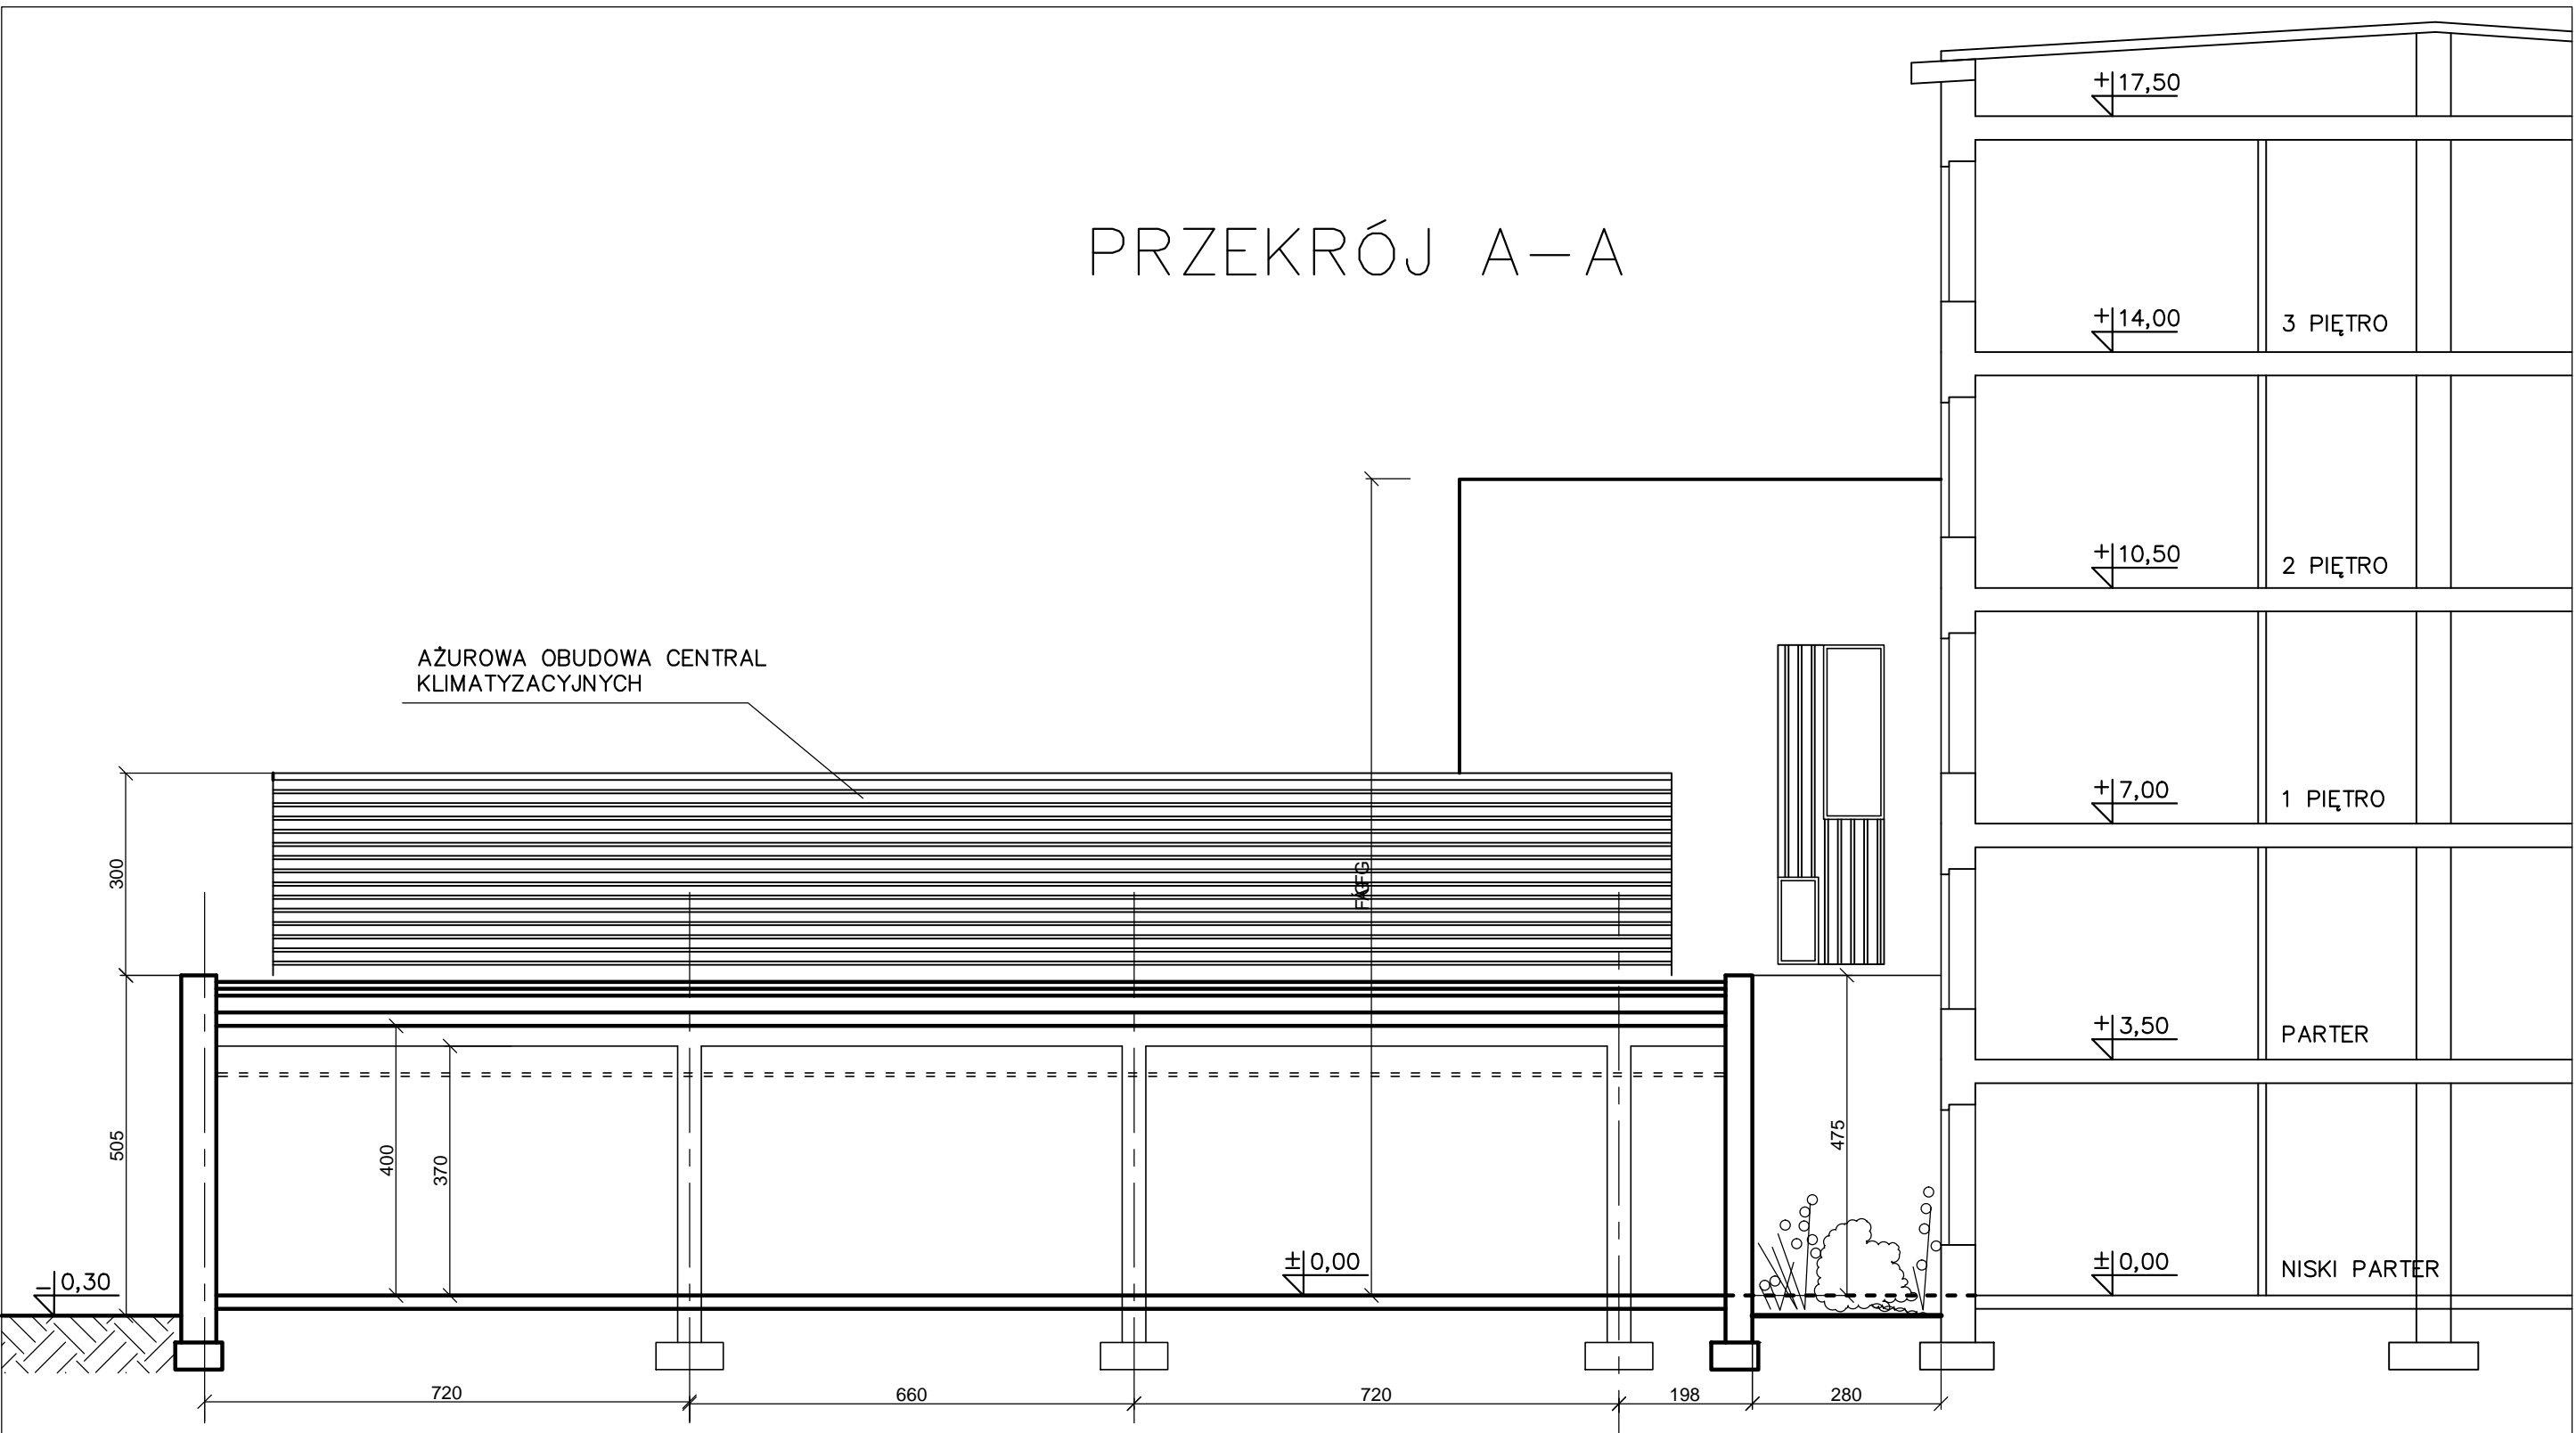 ±17,50
PRZEKRÓJ A–A
±14,00 3 PIĘTRO
±10,50 2 PIĘTRO
AŻUROWA OBUDOWA CENTRAL
KLIMATYZACYJNYCH
±7,00 1 PIĘTRO
300
±3,50 PARTER
505
400
370
475
−0,30
±0,00
±0,00 NISKI PARTER
720
660
720
198
280